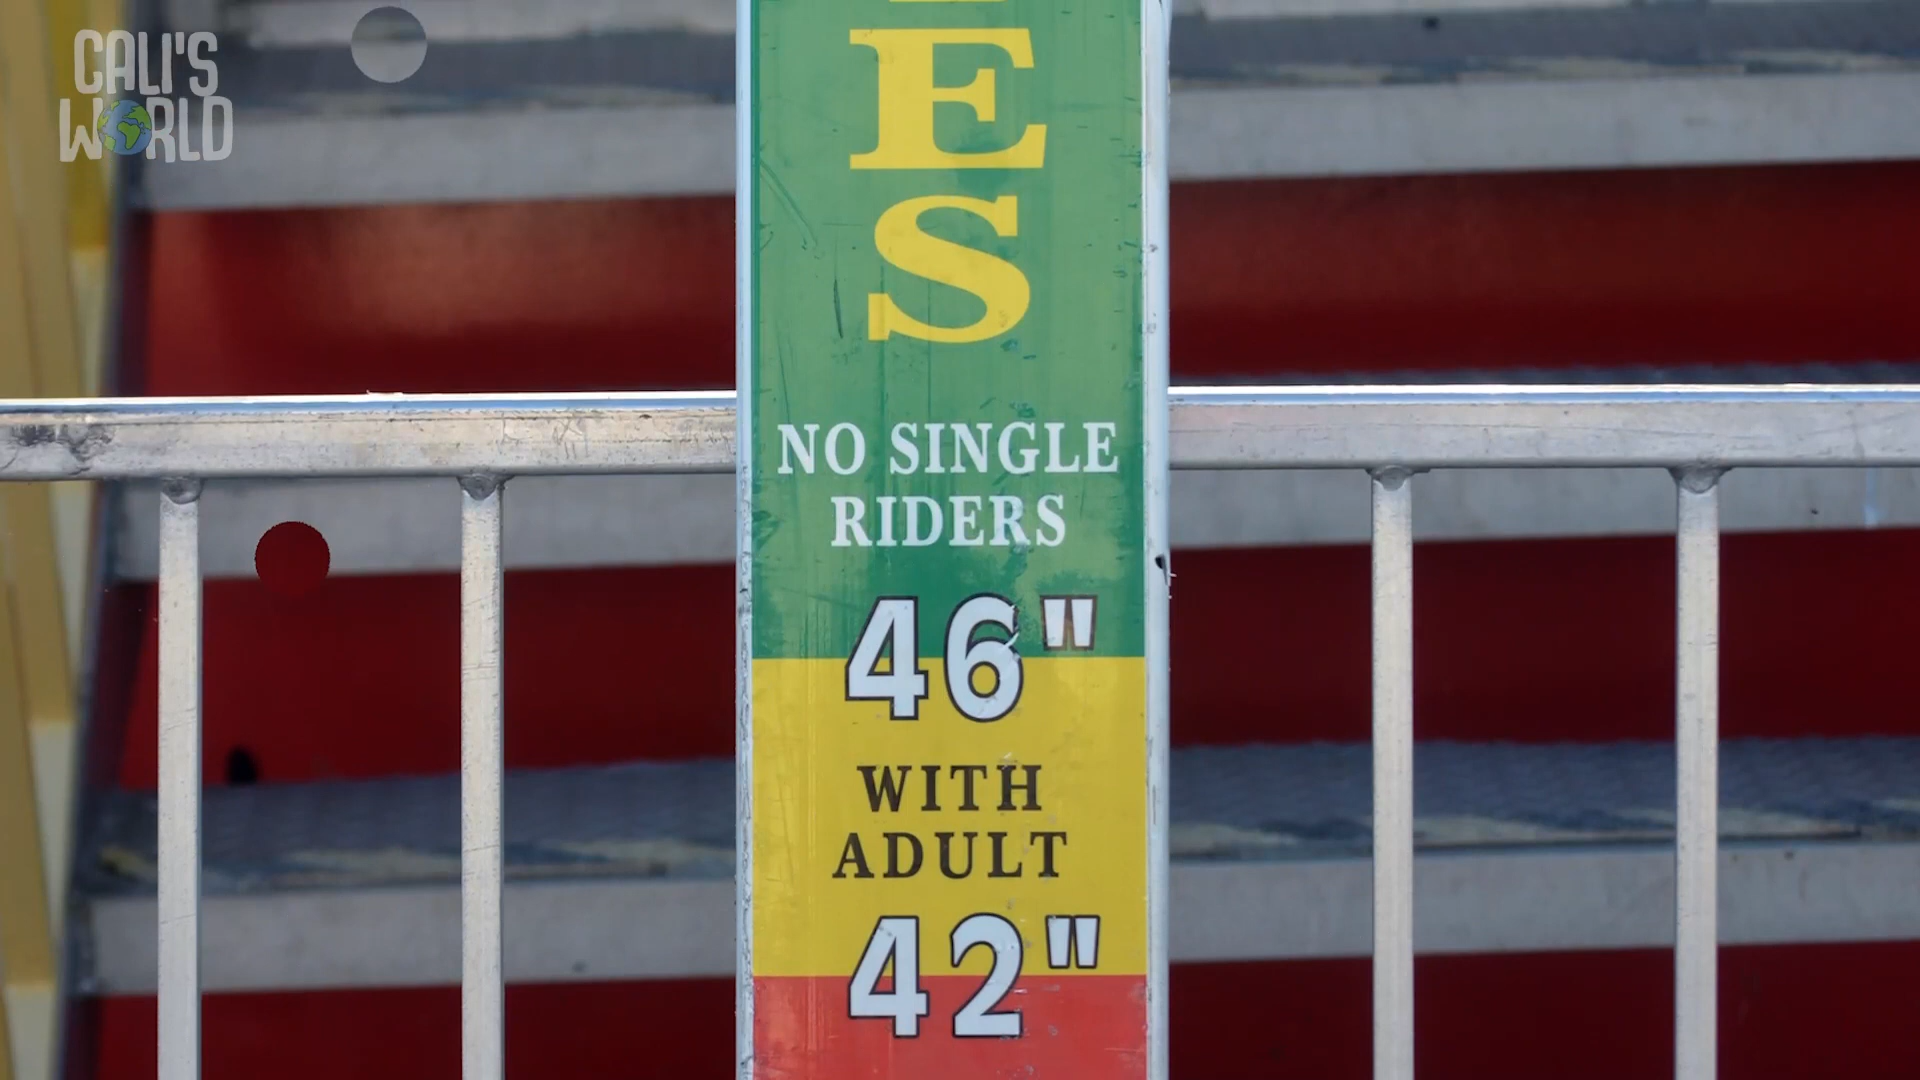 CALI'S
WORLD
E
S
NO SINGLE
RIDERS
46"
WITH
ADULT
42"